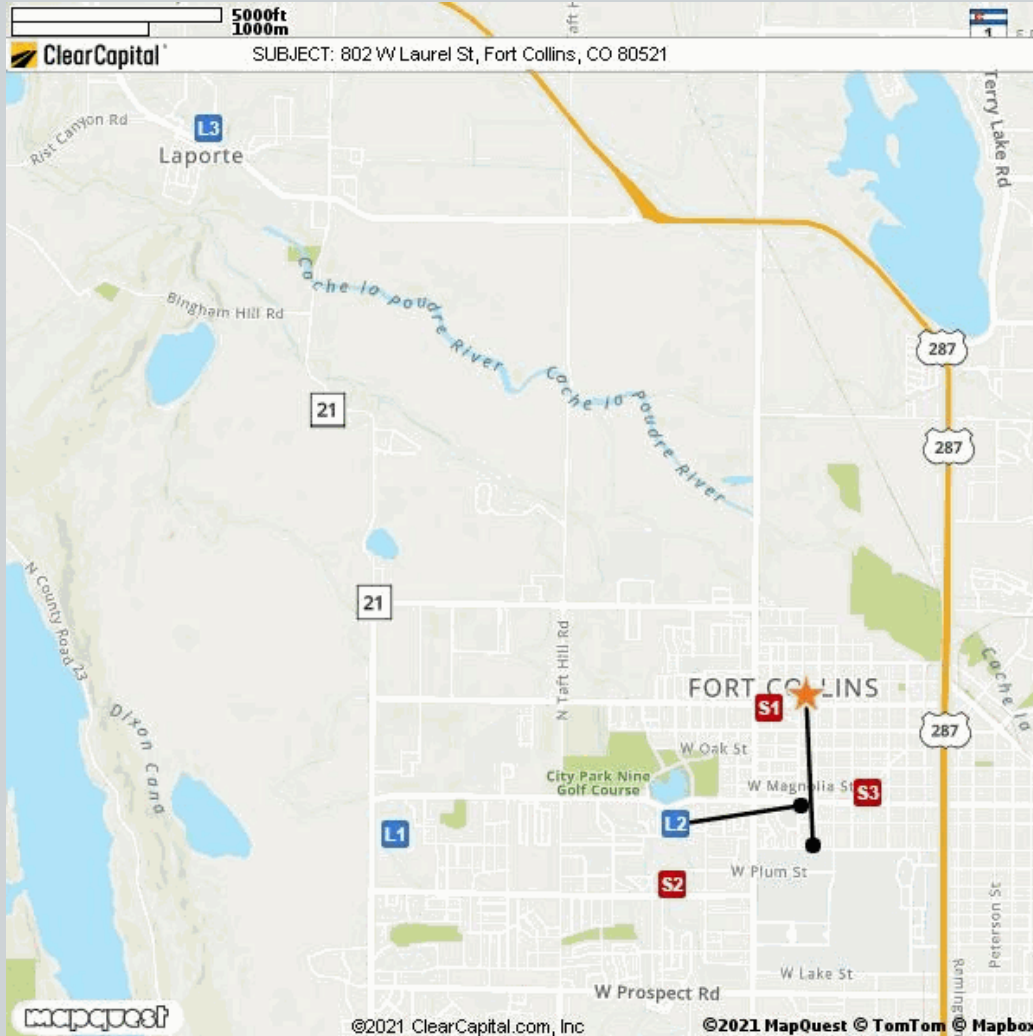 5000ft
1000m
ClearCapital
SUBJECT: 802 W Laurel St, Fort Collins, CO 80521
1
Terry Lake Rd
Rist Canyon Rd
L3
Laporte
Cache la poudre River
Bingham Hill Rd
287
Cache la Poudre River
21
287
N County Road 23
21
N Taft Hill Rd
FORT COLLINS
S1
Cache la
Dixon Cand
287
W Oak St
City Park Nine
Golf Course
W Magnolia St
S3
L1
L2
S2
W Plum St
Peterson St
W Lake St
W Prospect Rd
Reming
mapquest
©2021 ClearCapital.com, Inc
©2021 MapQuest © TomTom © Mapbo